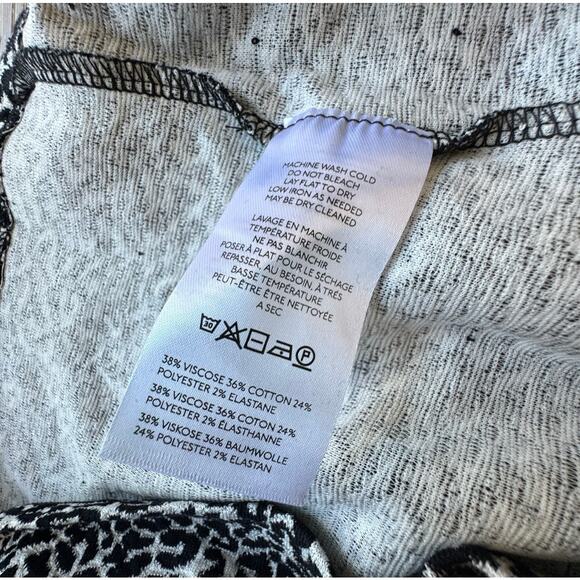 MACHINE WASH COLD
DO NOT BLEACH
LAY FLAT TO DRY
LOW IRON AS NEEDED
MAY BE DRY CLEANED
LAVAGE EN MACHINE À
TEMPÉRATURE FROIDE
NE PAS BLANCHIR
POSER À PLAT POUR LE SÉCHAGE
REPASSER, AU BESOIN, À TRÈS
BASSE TEMPÉRATURE
PEUT-ÊTRE ÊTRE NETTOYÉE
A SEC
30 P
38% VISCOSE 36% COTTON 24%
POLYESTER 2% ELASTANE
38% VISCOSE 36% COTON 24%
POLYESTER 2% ÉLASTHANNE
38% VISKOSE 36% BAUMWOLLE
24% POLYESTER 2% ELASTAN